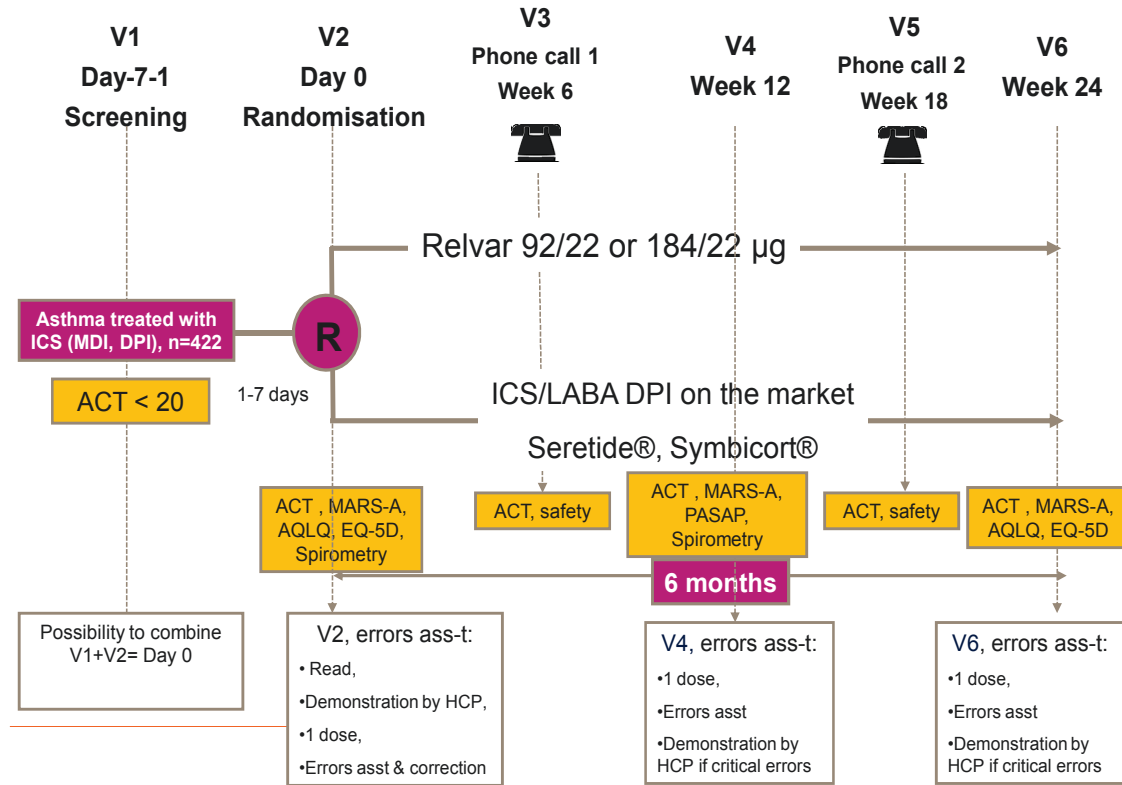 V1
Day-7-1
Screening
V2
Day 0
Randomisation
V3
Phone call 1
Week 6
V4
Week 12
V5
Phone call 2
Week 18
V6
Week 24
Relvar 92/22 or 184/22 µg
Asthma treated with
ICS (MDI, DPI), n=422
R
ACT < 20
1-7 days
ICS/LABA DPI on the market
Seretide®, Symbicort®
ACT , MARS-A,
AQLQ, EQ-5D,
Spirometry
ACT, safety
ACT , MARS-A,
PASAP,
Spirometry
ACT, safety
ACT , MARS-A,
AQLQ, EQ-5D
6 months
Possibility to combine
V1+V2= Day 0
V2, errors ass-t:
•Read,
•Demonstration by HCP,
•1 dose,
•Errors asst & correction
V4, errors ass-t:
•1 dose,
•Errors asst
•Demonstration by
HCP if critical errors
V6, errors ass-t:
•1 dose,
•Errors asst
•Demonstration by
HCP if critical errors